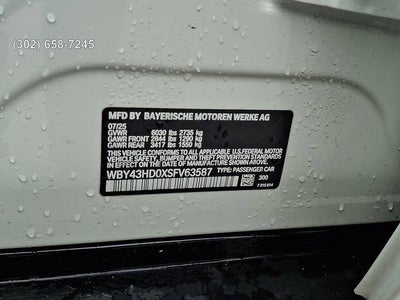 (302) 658-7245
MFD BY BAYERISCHE MOTOREN WERKE AG
07/25
GVWR 6030 lbs 2735 kg
GAWR FRONT 2844 lbs 1290 kg
GAWR REAR 3417 lbs 1550 kg
THIS VEHICLE CONFORMS TO ALL APPLICABLE U.S.FEDERAL MOTOR
VEHICLE SAFETY, BUMPER AND THEFT PREVENTION STANDARDS
IN EFFECT ON THE DATE OF MANUFACTURE SHOWN ABOVE.
WBY43HD0XSFV63587 TYPE: PASSENGER CAR
300